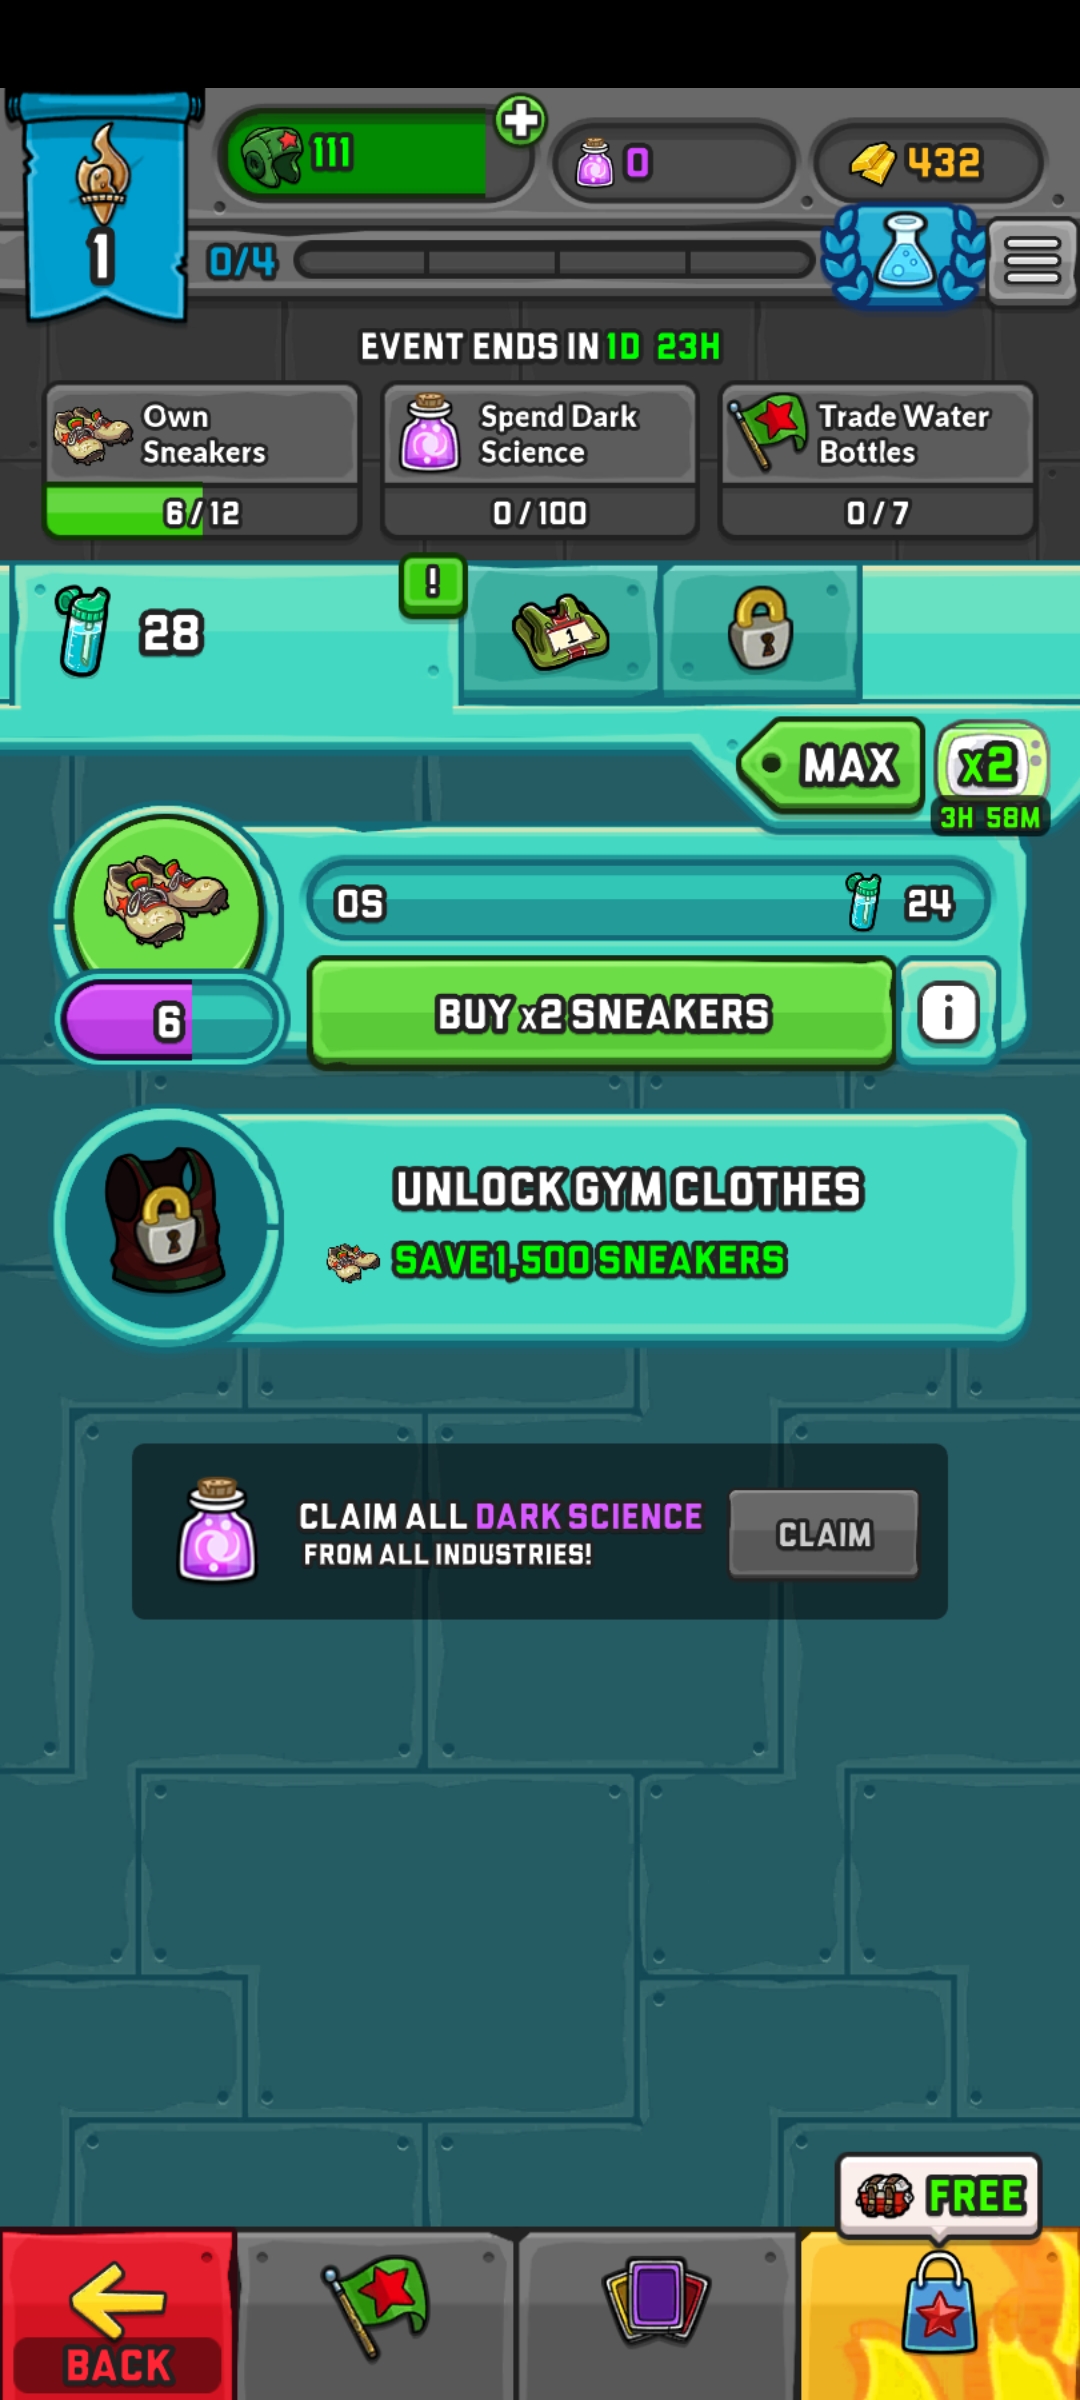 111
0
432
1
0/4
EVENT ENDS IN 1D 23H
Own
Sneakers
6/12
Spend Dark
Science
0/100
Trade Water
Bottles
0/7
28
!
1
MAX
x2
3H 58M
0S
24
6
BUY x2 SNEAKERS
i
UNLOCK GYM CLOTHES
SAVE 1,500 SNEAKERS
CLAIM ALL DARK SCIENCE
FROM ALL INDUSTRIES!
CLAIM
FREE
BACK